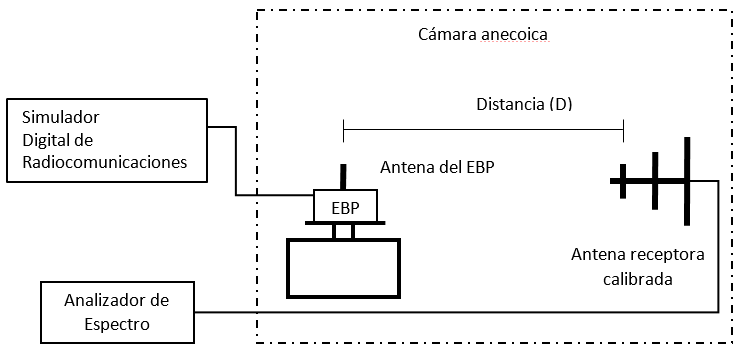 Cámara anecoica
Distancia (D)
Simulador
Digital de
Radiocomunicaciones
Antena del EBP
EBP
Antena receptora
calibrada
Analizador de
Espectro